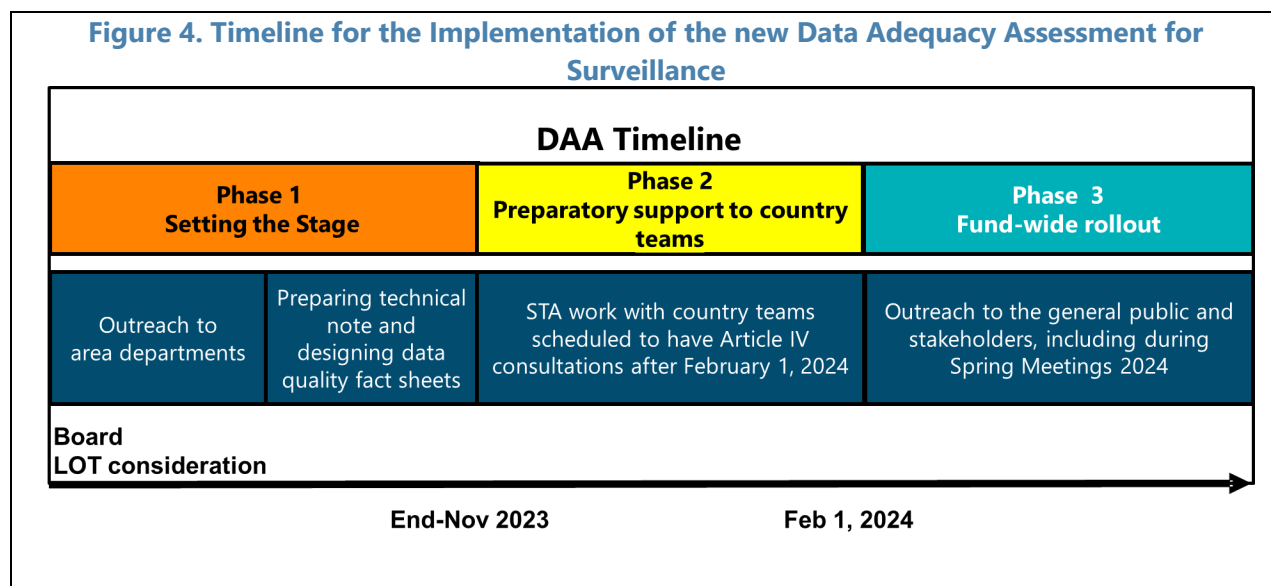 Figure 4. Timeline for the Implementation of the new Data Adequacy Assessment for
Surveillance
DAA Timeline
Phase 1
Setting the Stage
Phase 2
Preparatory support to country
teams
Phase 3
Fund-wide rollout
Outreach to
area departments
Preparing technical
note and
designing data
quality fact sheets
STA work with country teams
scheduled to have Article IV
consultations after February 1, 2024
Outreach to the general public and
stakeholders, including during
Spring Meetings 2024
Board
LOT consideration
End-Nov 2023
Feb 1, 2024